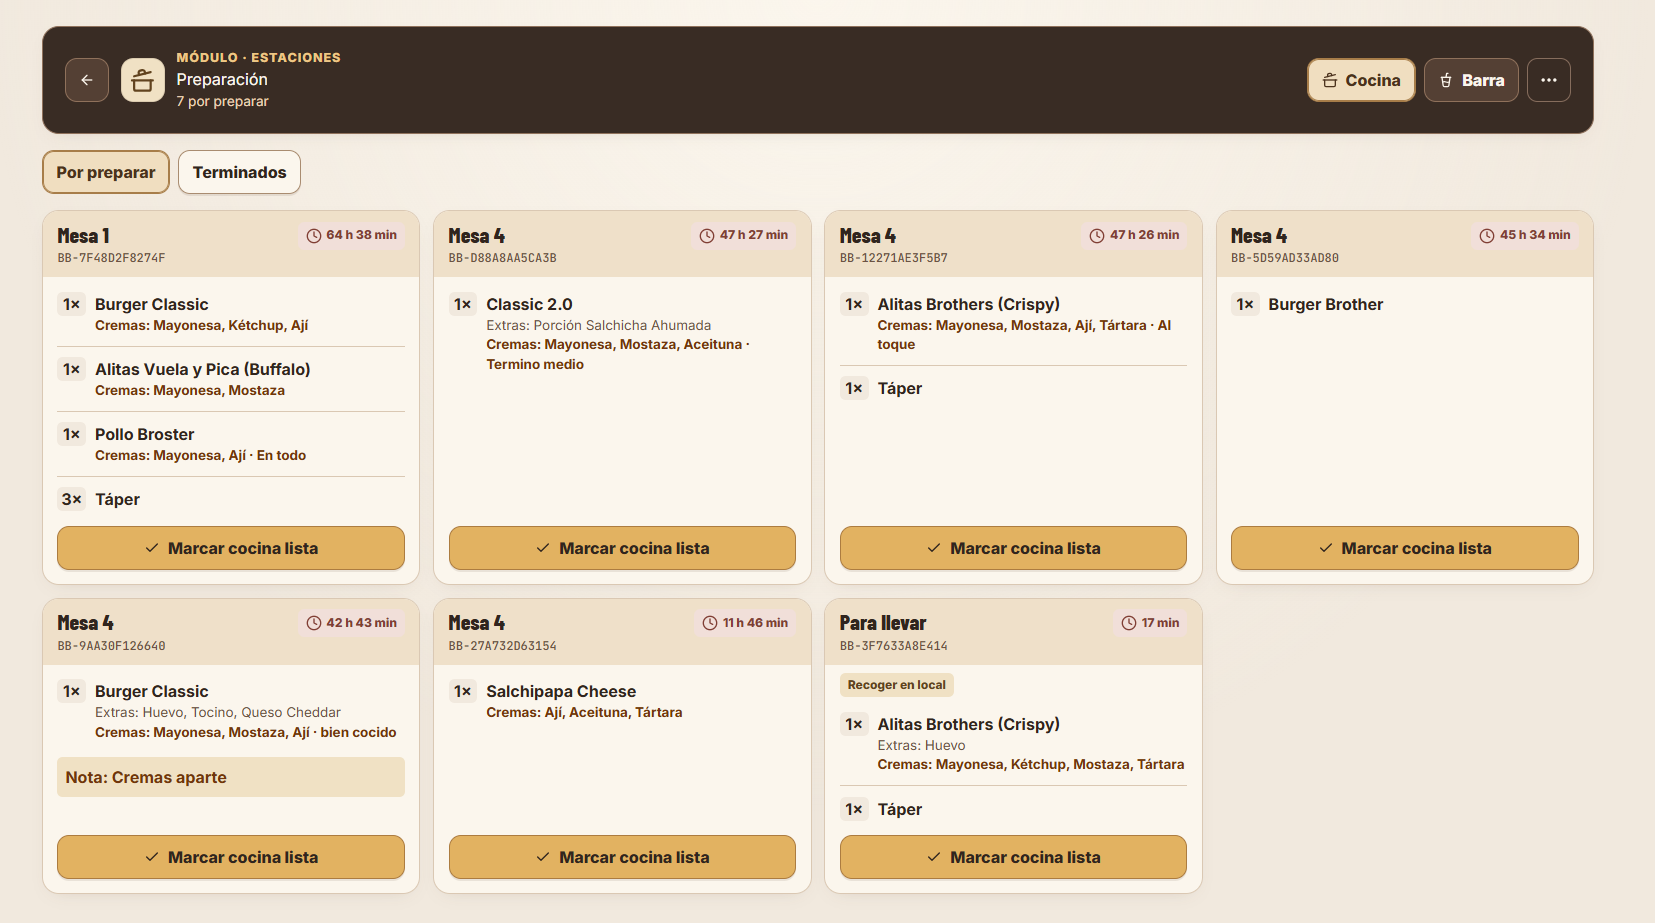 MÓDULO · ESTACIONES
Preparación
7 por preparar
Cocina
Barra
Por preparar
Terminados
Mesa 1
64 h 38 min
BB-7F48D2F8274F
1× Burger Classic
Cremas: Mayonesa, Kétchup, Ají
1× Alitas Vuela y Pica (Buffalo)
Cremas: Mayonesa, Mostaza
1× Pollo Broster
Cremas: Mayonesa, Ají · En todo
3× Táper
Marcar cocina lista
Mesa 4
47 h 27 min
BB-D88A8AA5CA3B
1× Classic 2.0
Extras: Porción Salchicha Ahumada
Cremas: Mayonesa, Mostaza, Aceituna ·
Termino medio
Marcar cocina lista
Mesa 4
47 h 26 min
BB-12271AE3F5B7
1× Alitas Brothers (Crispy)
Cremas: Mayonesa, Mostaza, Ají, Tártara · Al
toque
1× Táper
Marcar cocina lista
Mesa 4
45 h 34 min
BB-5D59AD33AD80
1× Burger Brother
Marcar cocina lista
Mesa 4
42 h 43 min
BB-9AA30F126640
1× Burger Classic
Extras: Huevo, Tocino, Queso Cheddar
Cremas: Mayonesa, Mostaza, Ají · bien cocido
Nota: Cremas aparte
Marcar cocina lista
Mesa 4
11 h 46 min
BB-27A732D63154
1× Salchipapa Cheese
Cremas: Ají, Aceituna, Tártara
Marcar cocina lista
Para llevar
17 min
BB-3F7633A8E414
Recoger en local
1× Alitas Brothers (Crispy)
Extras: Huevo
Cremas: Mayonesa, Kétchup, Mostaza, Tártara
1× Táper
Marcar cocina lista